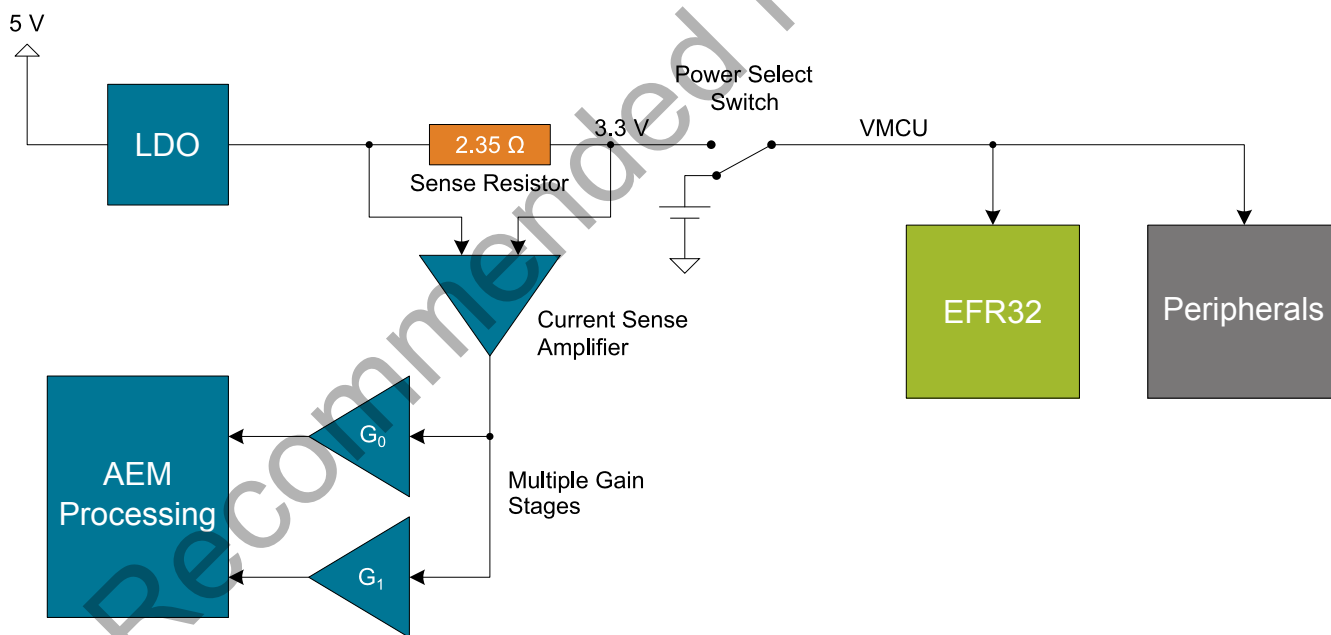 5 V
LDO
2.35 Ω
Sense Resistor
3.3 V
Power Select
Switch
VMCU
EFR32
Peripherals
Current Sense
Amplifier
G₀
Multiple Gain
Stages
G₁
AEM
Processing
Recommended